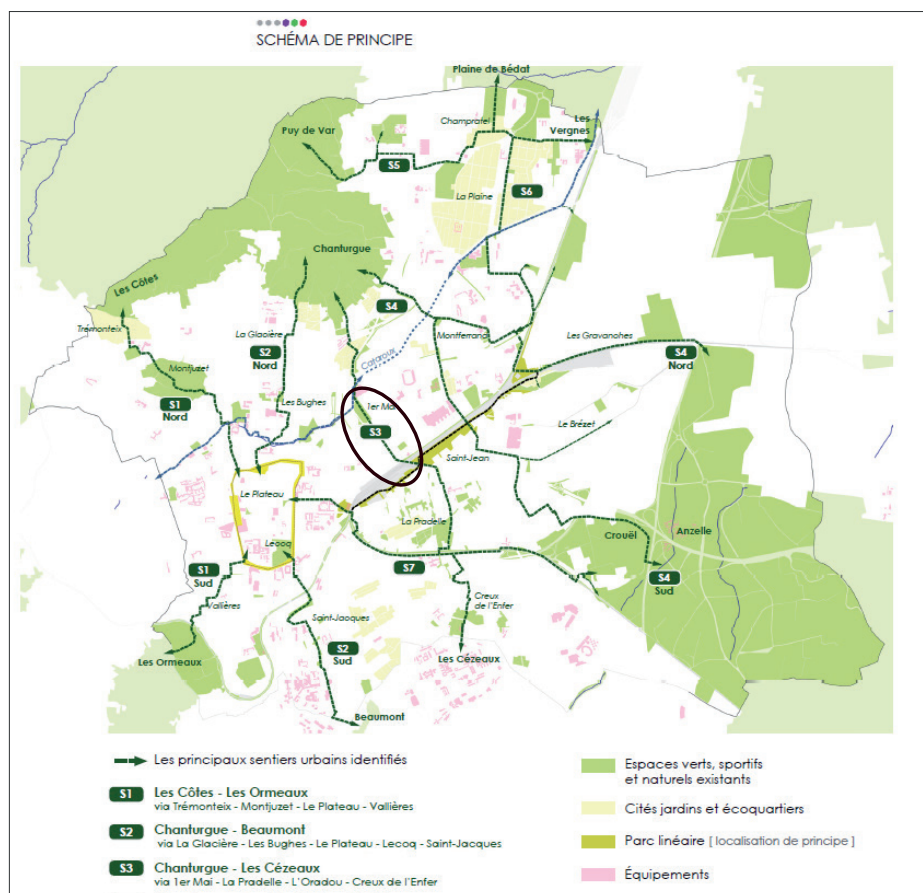 SCHÉMA DE PRINCIPE
Plaine de Bédat
Champratel
Les
Vergnes
Puy de Var
S5
La Plaine
S6
Chanturgue
Les Côtes
S4
Trémonteix
La Glacière
Montferrand
Les Gravanches
S2
Nord
Cataroux
S4
Nord
Montjuzet
S1
Nord
Les Bughes
1er Mai
S3
Le Brézet
Saint-Jean
Le Plateau
La Pradelle
Crouël
Anzelle
Lecoq
S7
S1
Sud
S4
Sud
Vallières
Creux
de l'Enfer
Saint-Jacques
Les Ormeaux
S2
Sud
Les Cézeaux
Beaumont
Les principaux sentiers urbains identifiés
S1 Les Côtes - Les Ormeaux
via Trémonteix - Montjuzet - Le Plateau - Vallières
S2 Chanturgue - Beaumont
via La Glacière - Les Bughes - Le Plateau - Lecoq - Saint-Jacques
S3 Chanturgue - Les Cézeaux
via 1er Mai - La Pradelle - L'Oradou - Creux de l'Enfer
Espaces verts, sportifs
et naturels existants
Cités jardins et écoquartiers
Parc linéaire [ localisation de principe ]
Équipements